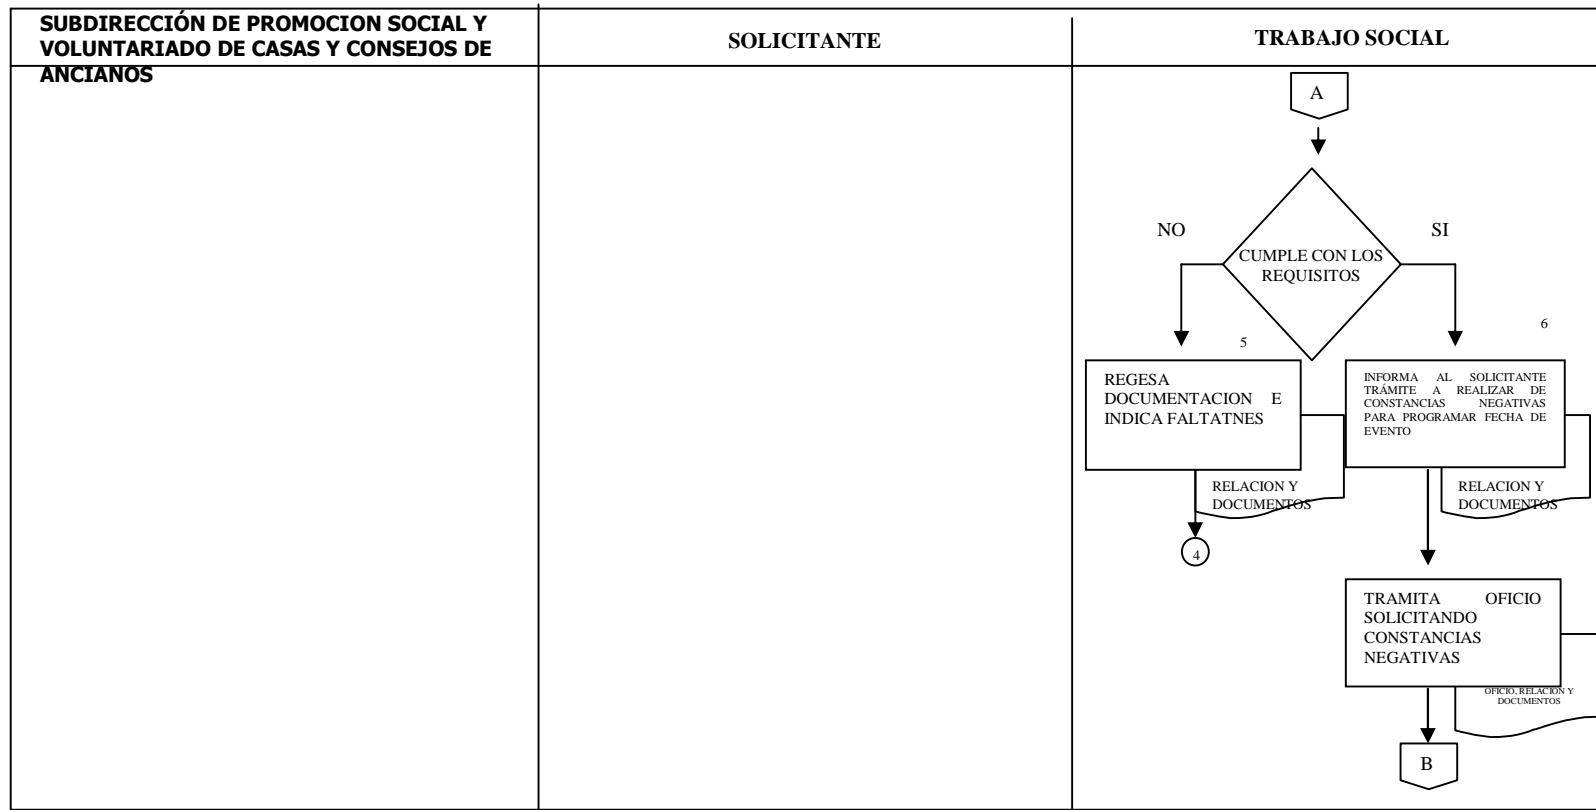 SUBDIRECCIÓN DE PROMOCION SOCIAL Y
VOLUNTARIADO DE CASAS Y CONSEJOS DE
ANCIANOS
SOLICITANTE
TRABAJO SOCIAL
A
NO
SI
CUMPLE CON LOS
REQUISITOS
5
6
REGESA
DOCUMENTACION E
INDICA FALTATNES
INFORMA AL SOLICITANTE
TRÁMITE A REALIZAR DE
CONSTANCIAS NEGATIVAS
PARA PROGRAMAR FECHA DE
EVENTO
RELACION Y
DOCUMENTOS
RELACION Y
DOCUMENTOS
4
TRAMITA OFICIO
SOLICITANDO
CONSTANCIAS
NEGATIVAS
OFICIO, RELACION Y
DOCUMENTOS
B